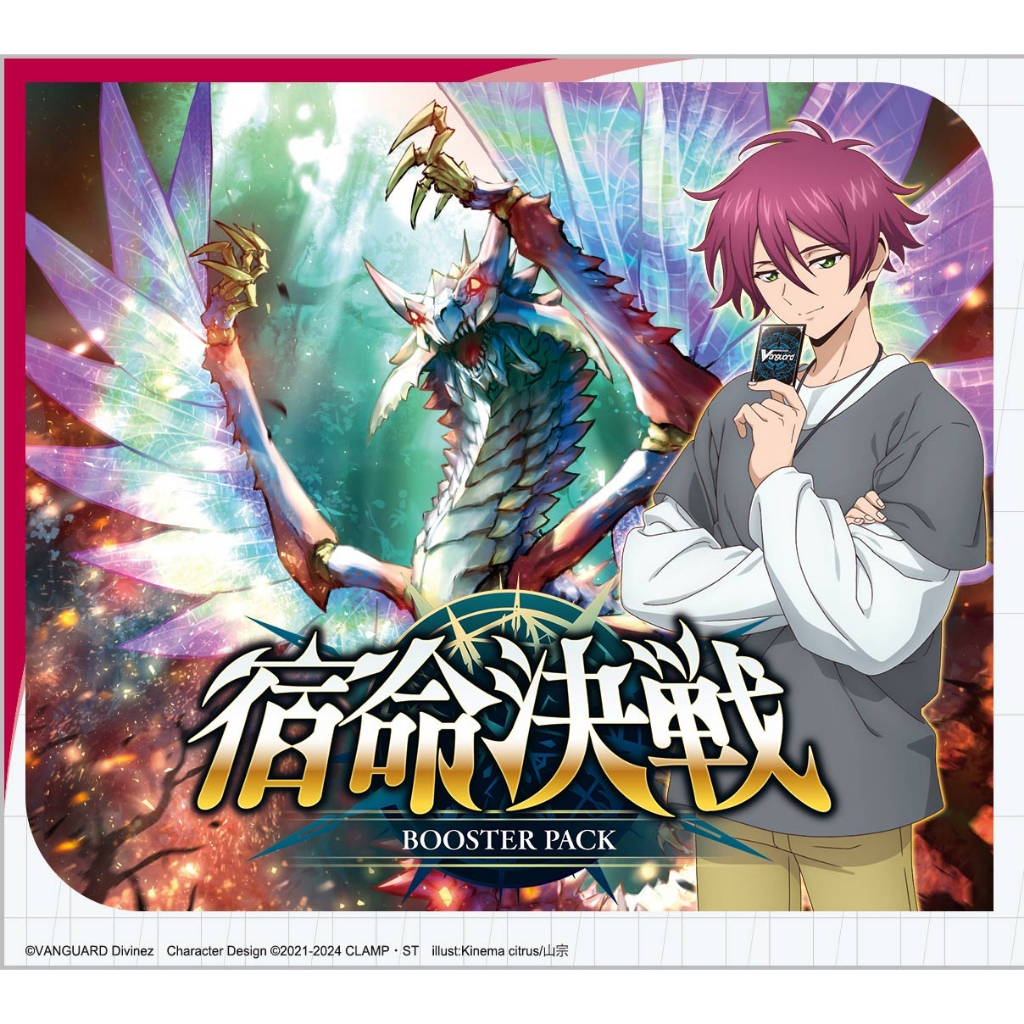 Vanguard
宿命決戦
BOOSTER PACK
©VANGUARD Divinez Character Design ©2021-2024 CLAMP・ST illust:Kinema citrus/山宗